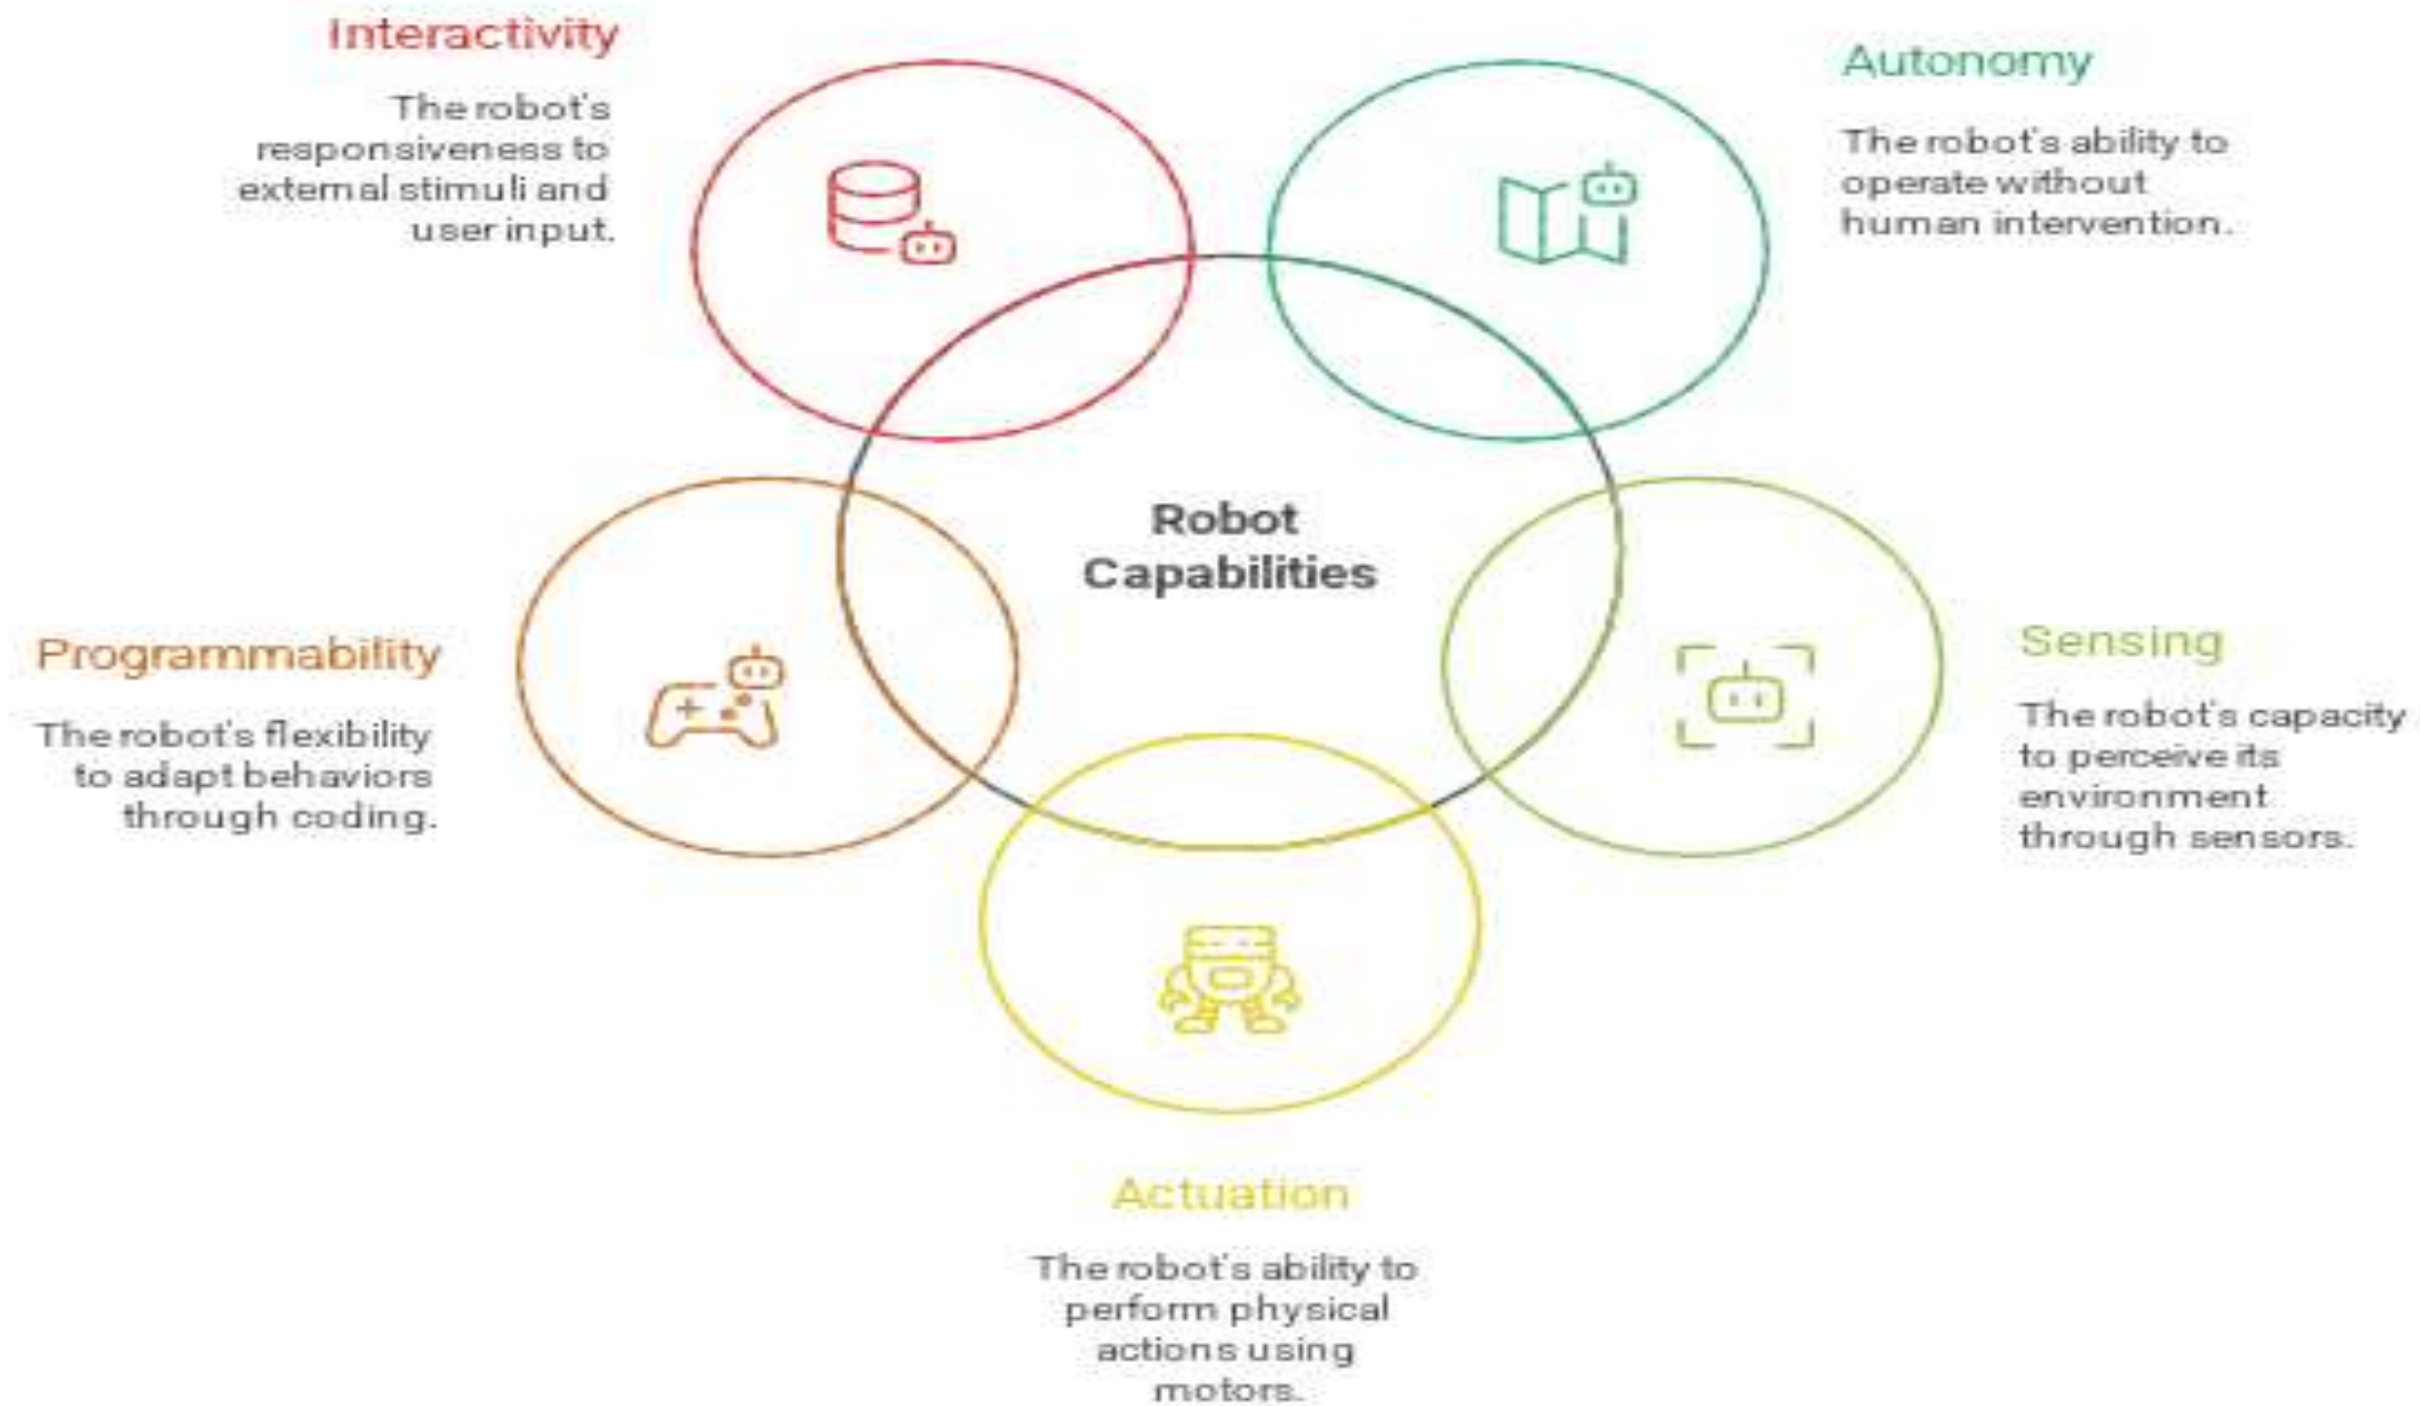 Interactivity
The robot's
responsiveness to
external stimuli and
user input.
Autonomy
The robot's ability to
operate without
human intervention.
Robot
Capabilities
Programmability
The robot's flexibility
to adapt behaviors
through coding.
Sensing
The robot's capacity
to perceive its
environment
through sensors.
Actuation
The robot's ability to
perform physical
actions using
motors.